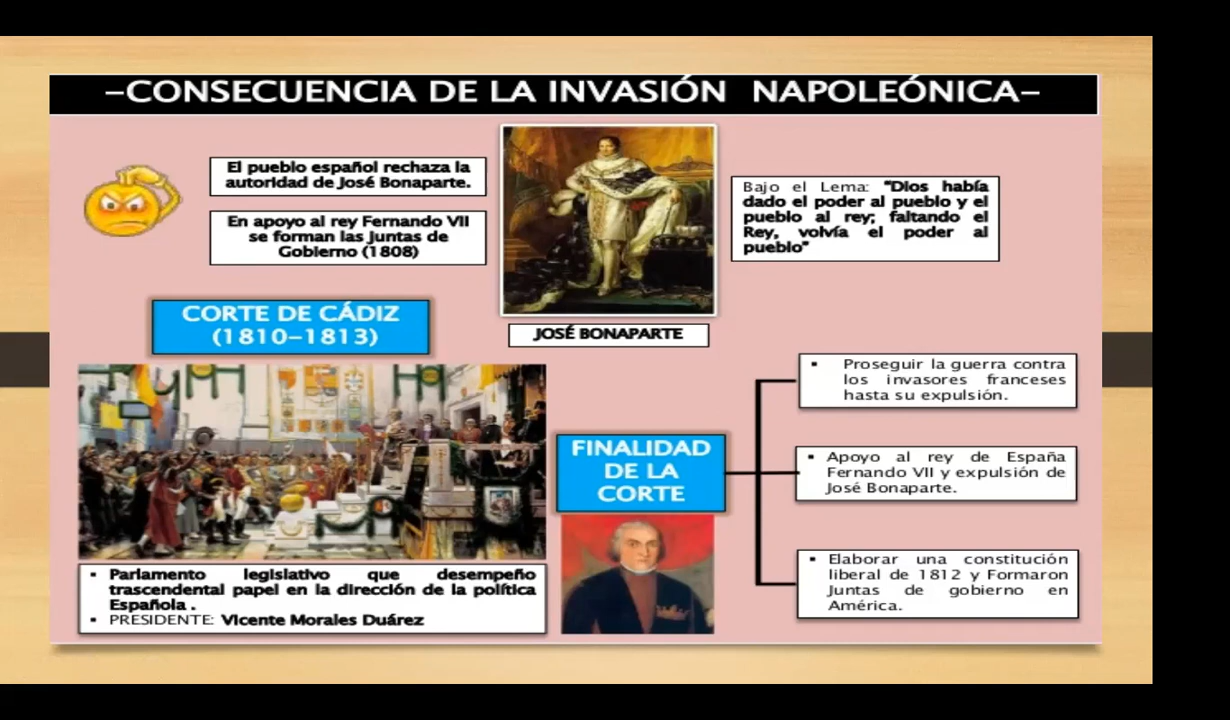 –CONSECUENCIA DE LA INVASIÓN NAPOLEÓNICA–
El pueblo español rechaza la
autoridad de José Bonaparte.
En apoyo al rey Fernando VII
se forman las Juntas de
Gobierno (1808)
Bajo el Lema: "Dios había
dado el poder al pueblo y el
pueblo al rey; faltando el
Rey, volvía el poder al
pueblo"
JOSÉ BONAPARTE
CORTE DE CÁDIZ
(1810–1813)
▪ Parlamento legislativo que desempeño
trascendental papel en la dirección de la política
Española .
▪ PRESIDENTE: Vicente Morales Duárez
FINALIDAD
DE LA
CORTE
▪ Proseguir la guerra contra
los invasores franceses
hasta su expulsión.
▪ Apoyo al rey de España
Fernando VII y expulsión de
José Bonaparte.
▪ Elaborar una constitución
liberal de 1812 y Formaron
Juntas de gobierno en
América.